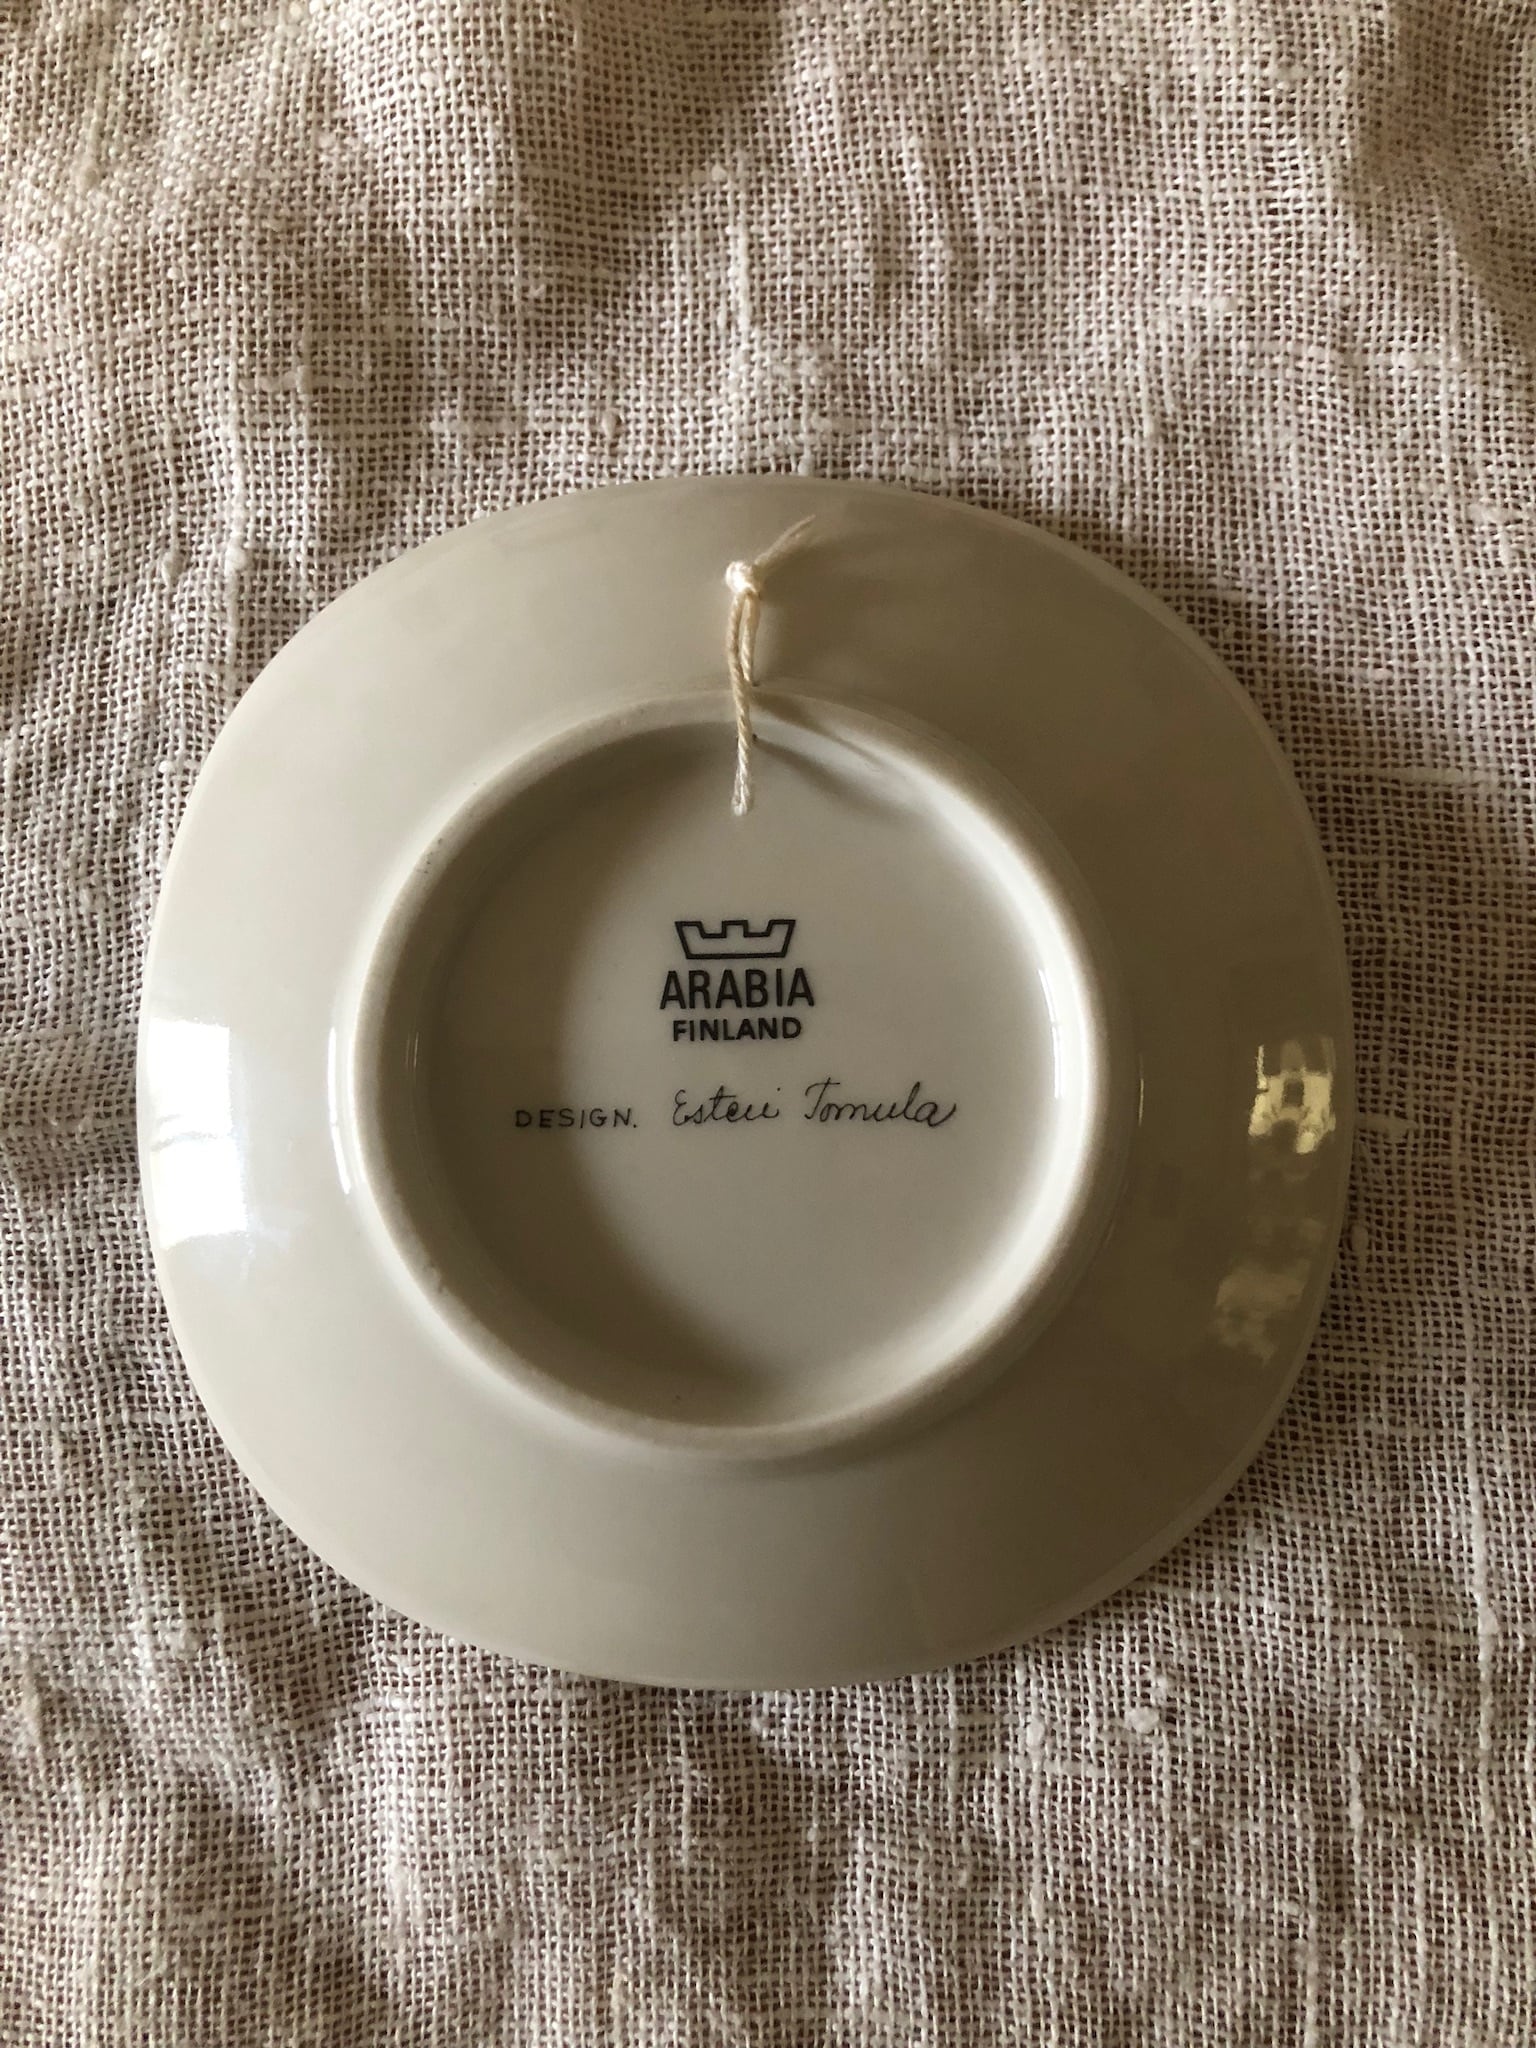 ARABIA
FINLAND
DESIGN. Esteri Tomula